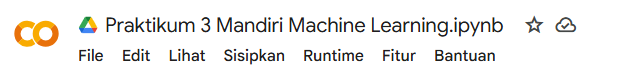 Praktikum 3 Mandiri Machine Learning.ipynb
File Edit Lihat Sisipkan Runtime Fitur Bantuan